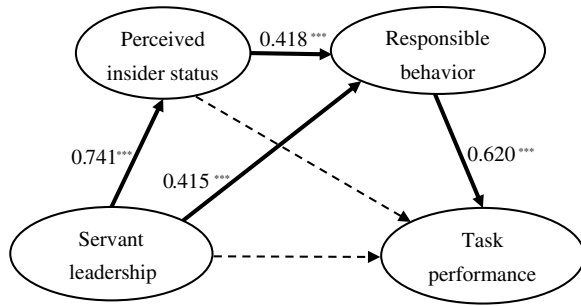 Perceived
insider status
0.418 ***
Responsible
behavior
0.741***
0.415 ***
0.620 ***
Servant
leadership
Task
performance